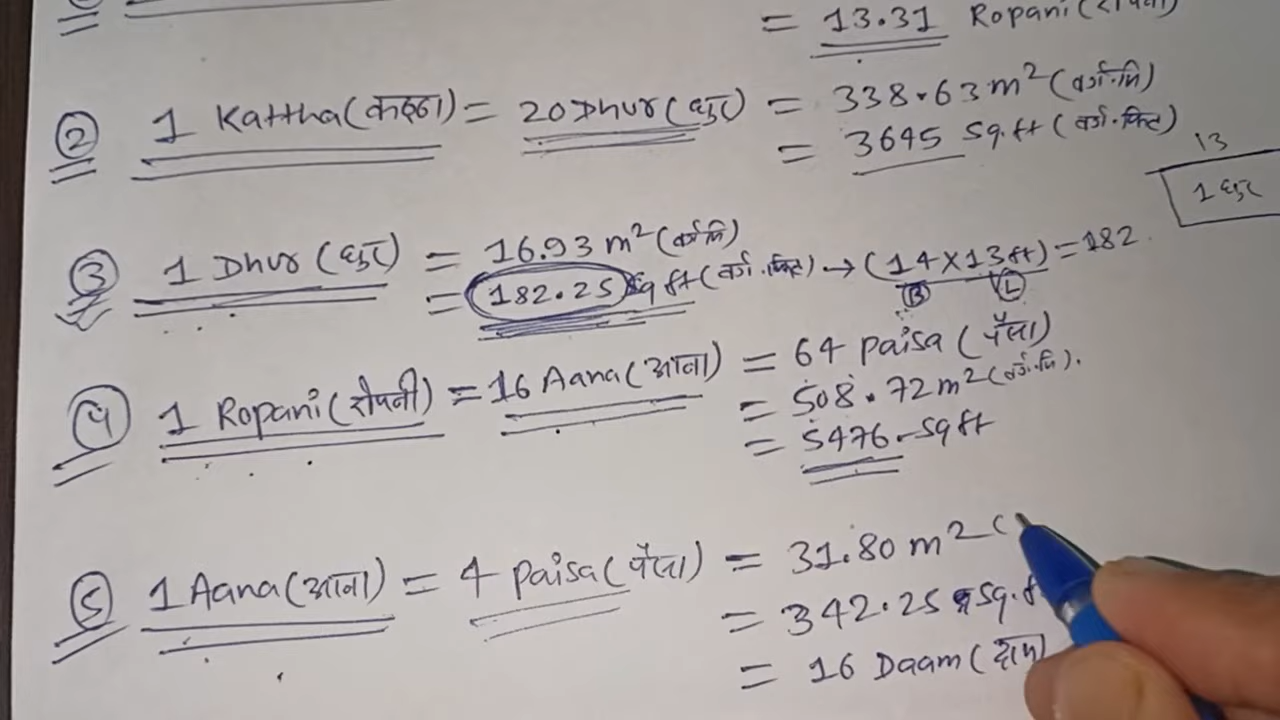 = 13.31 Ropani (रोपनी)
② 1 Kattha (कठ्ठा) = 20 Dhur (धुर) = 338.63 m² (वर्ग.मि)
= 3645 sq.ft (वर्ग.फिट)
13
1 धुर
③ 1 Dhur (धुर) = 16.93 m² (वर्ग.मि)
= 182.25 sq ft (वर्ग.फिट) → (14 x 13 ft) = 182
B L
④ 1 Ropani (रोपनी) = 16 Aana (आना) = 64 paisa (पैसा)
= 508.72 m² (वर्ग.मि).
= 5476. sq ft
⑤ 1 Aana (आना) = 4 paisa (पैसा) = 31.80 m² (
= 342.25 sq.f
= 16 Daam (दाम)